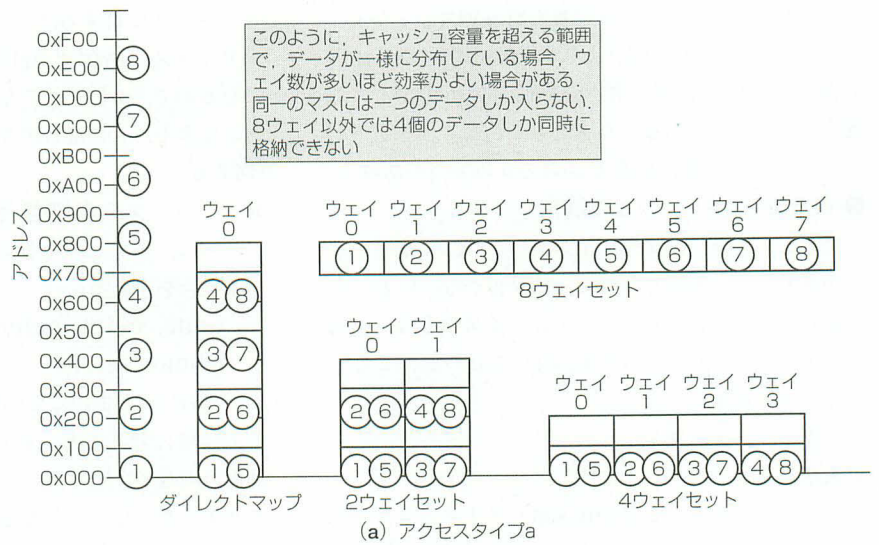 このように，キャッシュ容量を超える範囲
で，データが一様に分布している場合，ウ
ェイ数が多いほど効率がよい場合がある．
同一のマスには一つのデータしか入らない．
8ウェイ以外では4個のデータしか同時に
格納できない
アドレス
0xF00
0xE00
0xD00
0xC00
0xB00
0xA00
0x900
0x800
0x700
0x600
0x500
0x400
0x300
0x200
0x100
0x000
8
7
6
5
4
3
2
1
ウェイ
0
4 8
3 7
2 6
1 5
ダイレクトマップ
ウェイ ウェイ ウェイ ウェイ ウェイ ウェイ ウェイ ウェイ
0 1 2 3 4 5 6 7
1 2 3 4 5 6 7 8
8ウェイセット
ウェイ ウェイ
0 1
2 6 4 8
1 5 3 7
2ウェイセット
ウェイ ウェイ ウェイ ウェイ
0 1 2 3
1 5 2 6 3 7 4 8
4ウェイセット
(a) アクセスタイプa